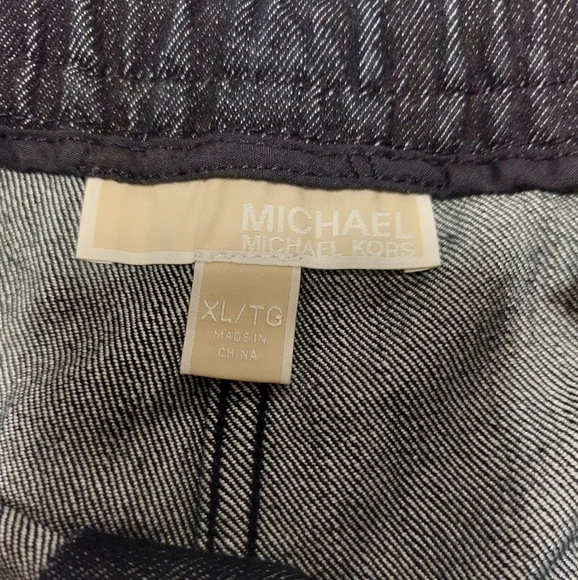 MICHAEL
MICHAEL KORS
XL/TG
MADE IN
CHINA